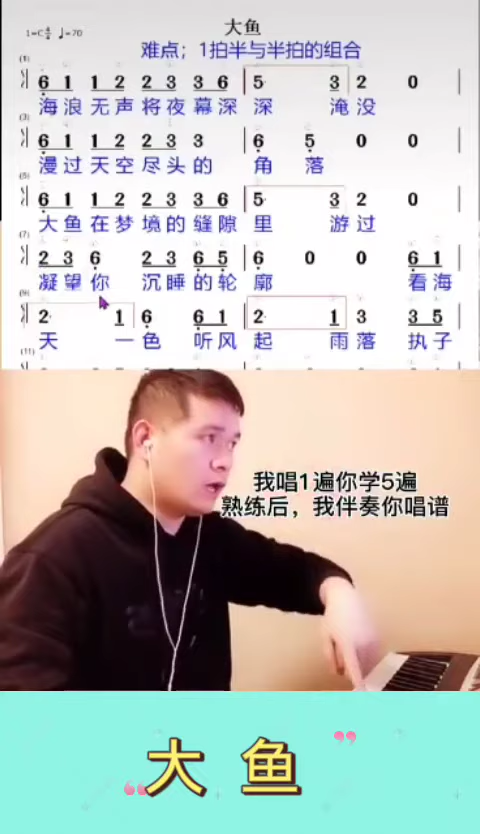 大鱼
1=C 4/4 ♩=70
难点；1拍半与半拍的组合
(1)
6 1 1 2 2 3 3 6 | 5· 3 2 0 |
海浪无声将夜幕深 深 淹没
(3)
6 1 1 2 2 3 3 | 6 5 0 0 |
漫过天空尽头的 角 落
(5)
6 1 1 2 2 3 3 6 | 5· 3 2 0 |
大鱼在梦境的缝隙 里 游过
(7)
2 3 6 2 3 6 5 | 6 0 0 6 1 |
凝望你 沉睡的轮 廓 看海
(9)
2· 1 6 6 1 | 2· 1 3 3 5 |
天 一色 听风 起 雨落 执子
(11)
我唱1遍你学5遍
熟练后，我伴奏你唱谱
大鱼